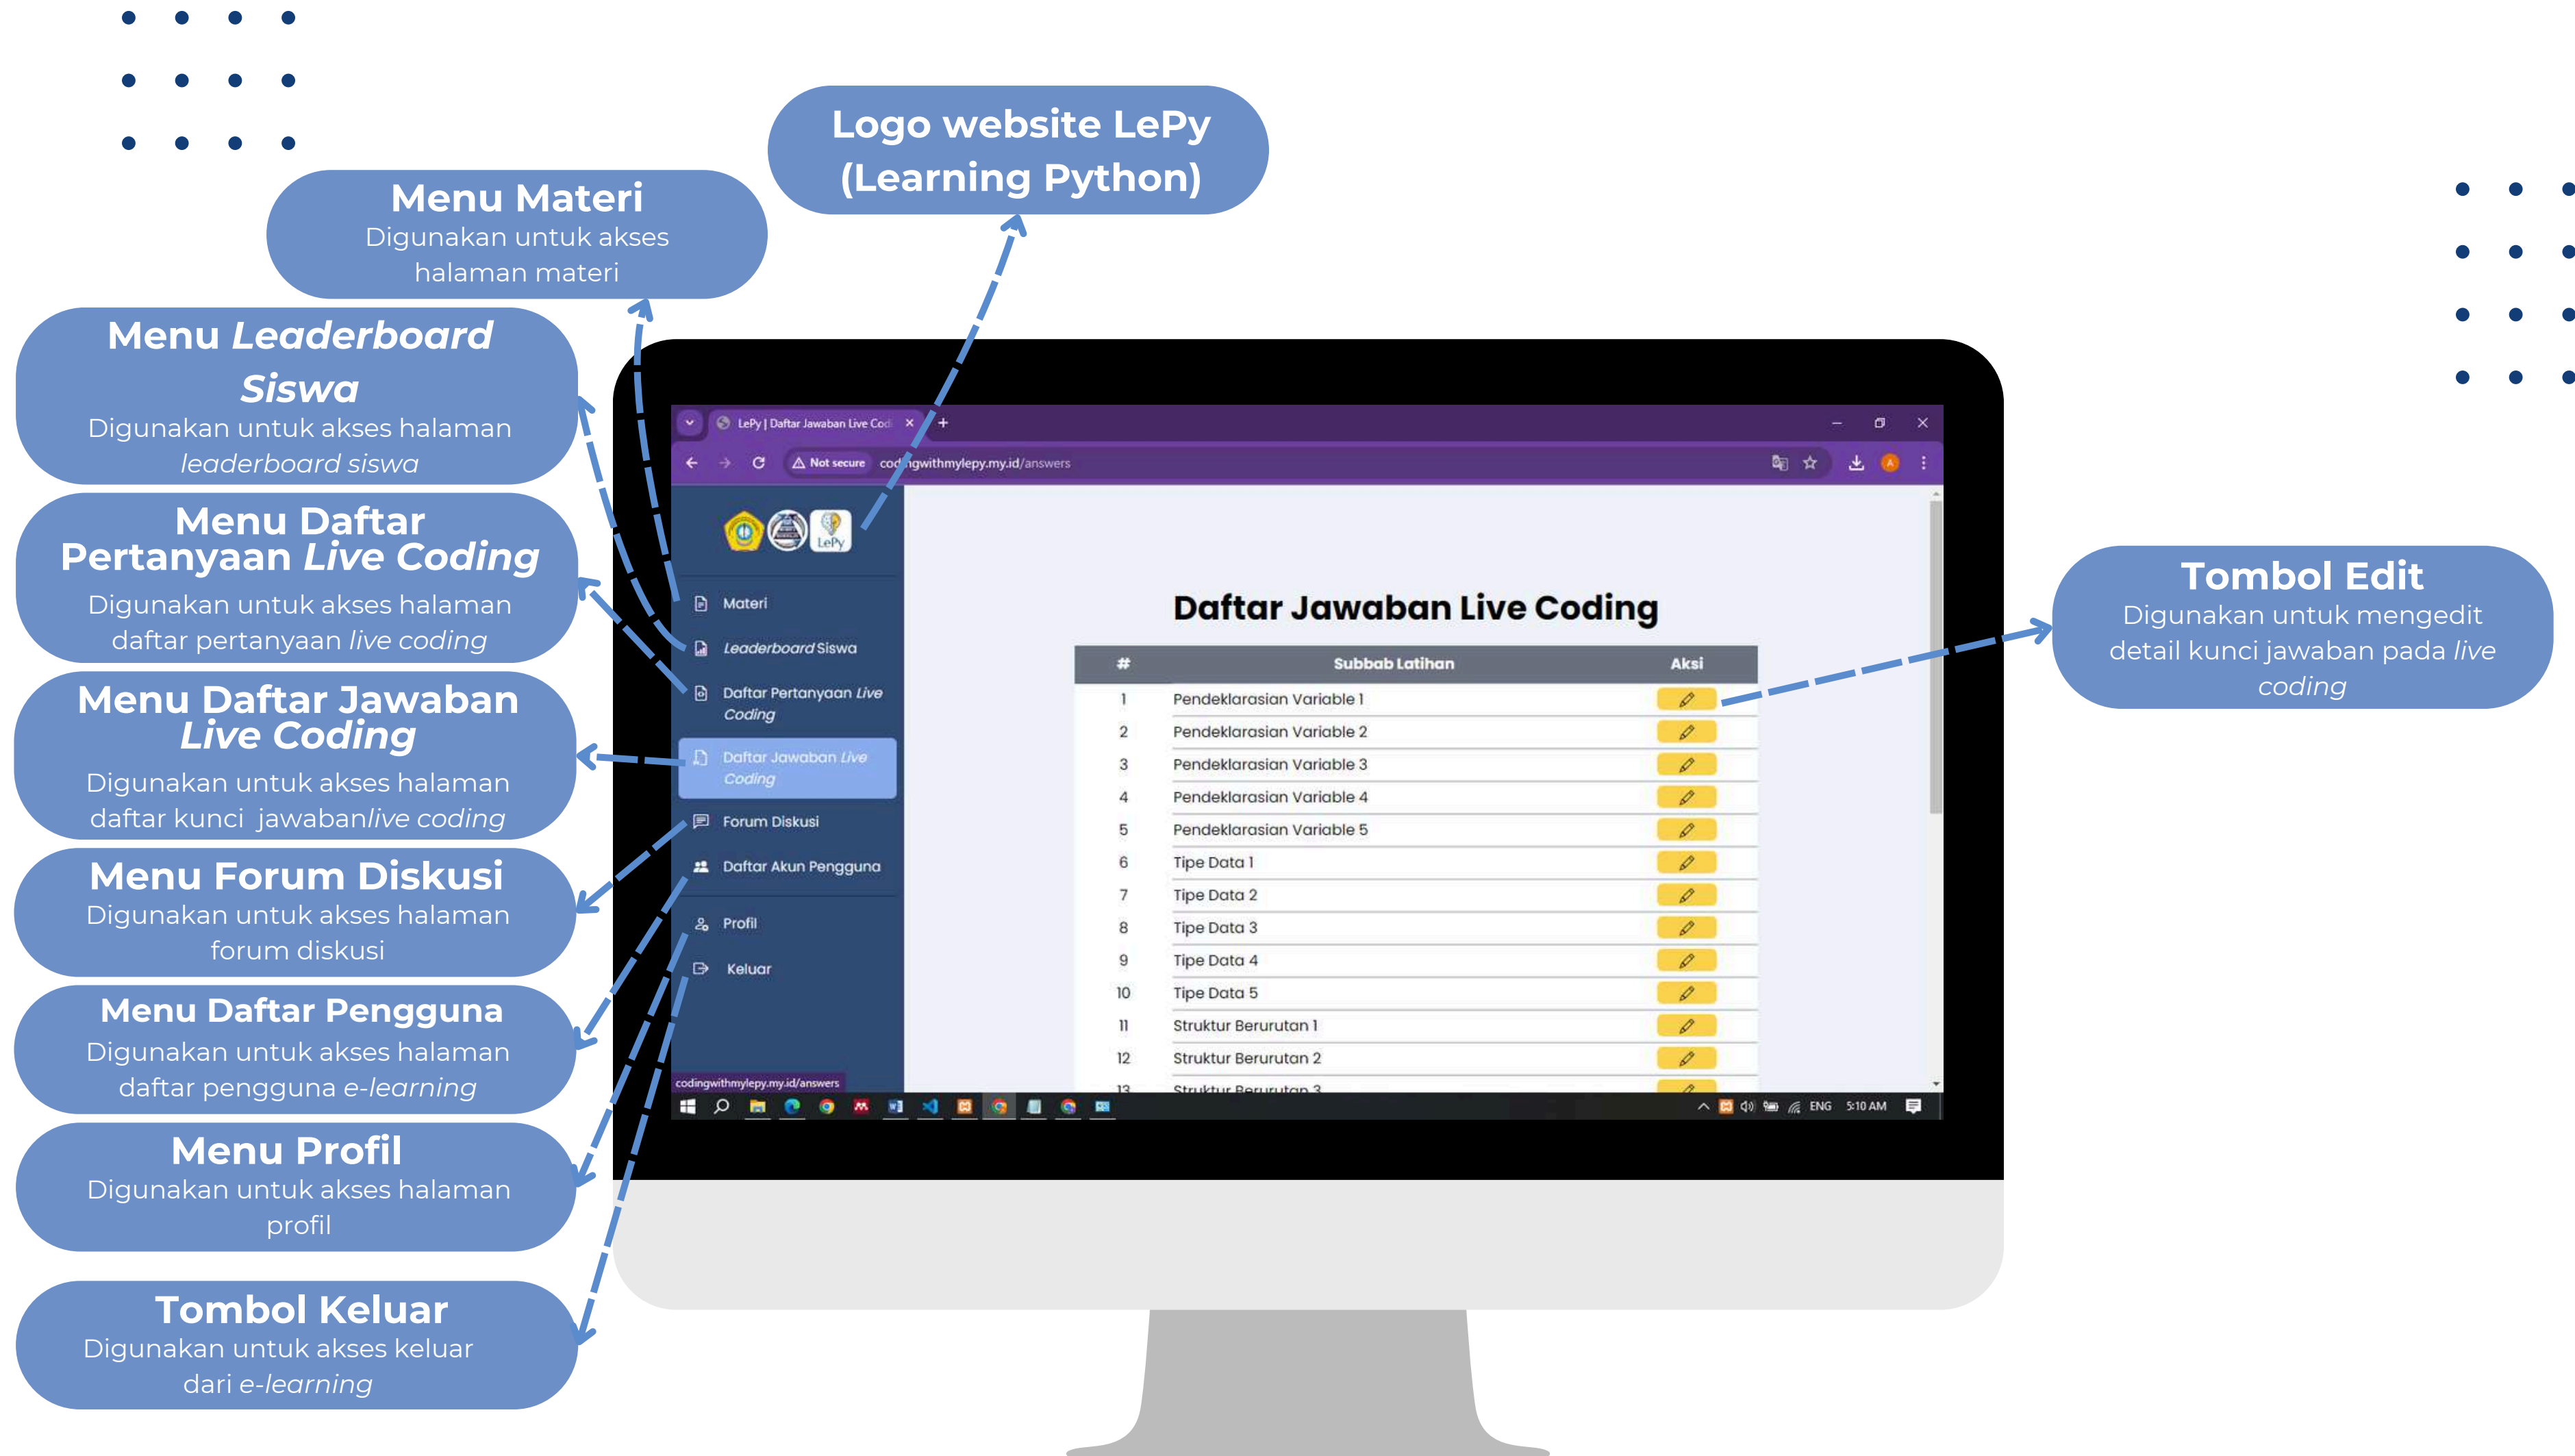 Logo website LePy
(Learning Python)
Menu Materi
Digunakan untuk akses
halaman materi
Menu Leaderboard
Siswa
Digunakan untuk akses halaman
leaderboard siswa
Menu Daftar
Pertanyaan Live Coding
Digunakan untuk akses halaman
daftar pertanyaan live coding
Menu Daftar Jawaban
Live Coding
Digunakan untuk akses halaman
daftar kunci jawabanlive coding
Menu Forum Diskusi
Digunakan untuk akses halaman
forum diskusi
Menu Daftar Pengguna
Digunakan untuk akses halaman
daftar pengguna e-learning
Menu Profil
Digunakan untuk akses halaman
profil
Tombol Keluar
Digunakan untuk akses keluar
dari e-learning
LePy | Daftar Jawaban Live Cod
Not secure codingwithmylepy.my.id/answers
A
LePy
Materi
Leaderboard Siswa
Daftar Pertanyaan Live
Coding
Daftar Jawaban Live
Coding
Forum Diskusi
Daftar Akun Pengguna
Profil
Keluar
codingwithmylepy.my.id/answers
Daftar Jawaban Live Coding
# Subbab Latihan Aksi
1 Pendeklarasian Variable 1
2 Pendeklarasian Variable 2
3 Pendeklarasian Variable 3
4 Pendeklarasian Variable 4
5 Pendeklarasian Variable 5
6 Tipe Data 1
7 Tipe Data 2
8 Tipe Data 3
9 Tipe Data 4
10 Tipe Data 5
11 Struktur Berurutan 1
12 Struktur Berurutan 2
13 Struktur Berurutan 3
ENG 5:10 AM
Tombol Edit
Digunakan untuk mengedit
detail kunci jawaban pada live
coding